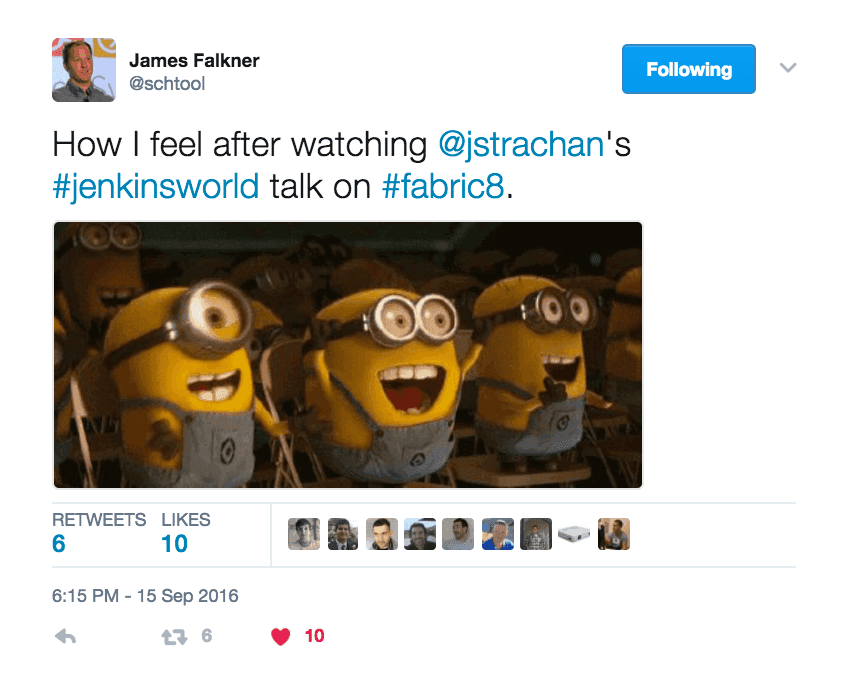 James Falkner
@schtool
Following
How I feel after watching @jstrachan's
#jenkinsworld talk on #fabric8.
RETWEETS LIKES
6 10
6:15 PM - 15 Sep 2016
6 10